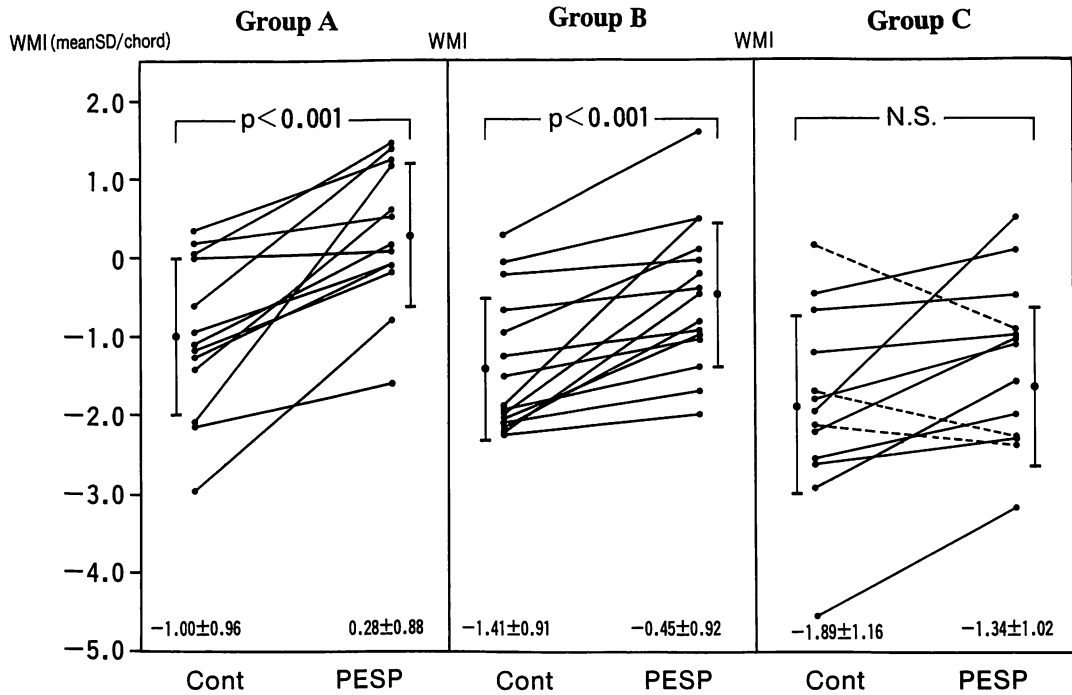 Group A Group B Group C
WMI (meanSD/chord) WMI WMI
2.0
p<0.001 p<0.001 N.S.
1.0
0
−1.0
−2.0
−3.0
−4.0
−1.00±0.96 0.28±0.88 −1.41±0.91 −0.45±0.92 −1.89±1.16 −1.34±1.02
−5.0
Cont PESP Cont PESP Cont PESP